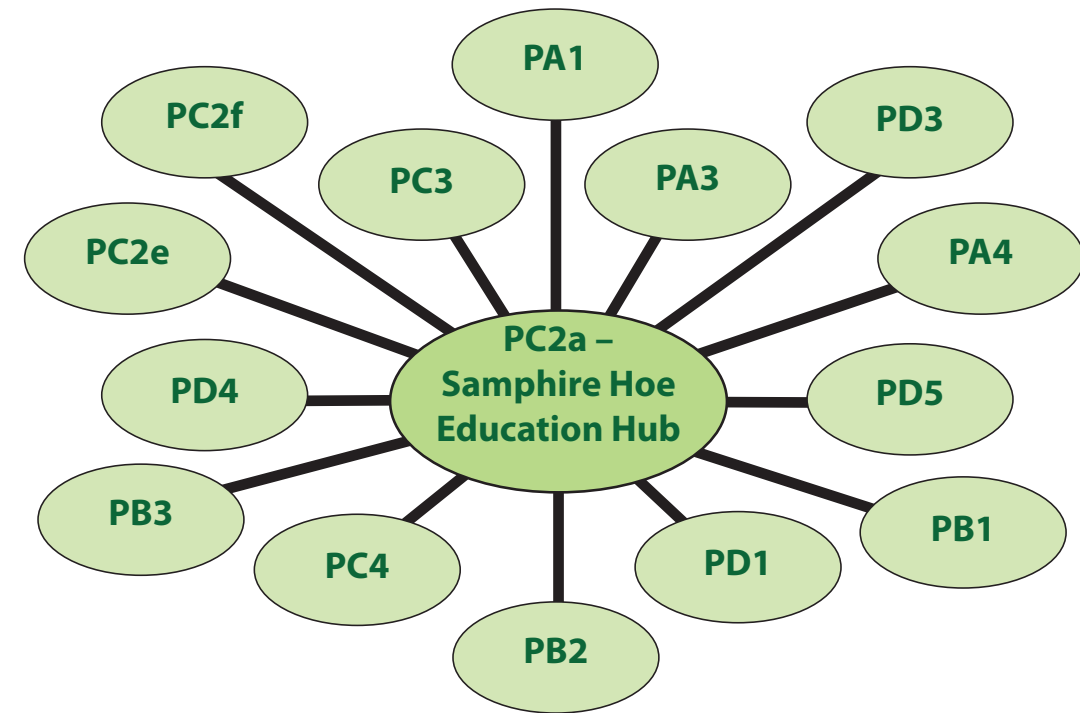 PA1
PC2f
PD3
PC3
PA3
PC2e
PA4
PC2a –
Samphire Hoe
Education Hub
PD4
PD5
PB3
PB1
PC4
PD1
PB2